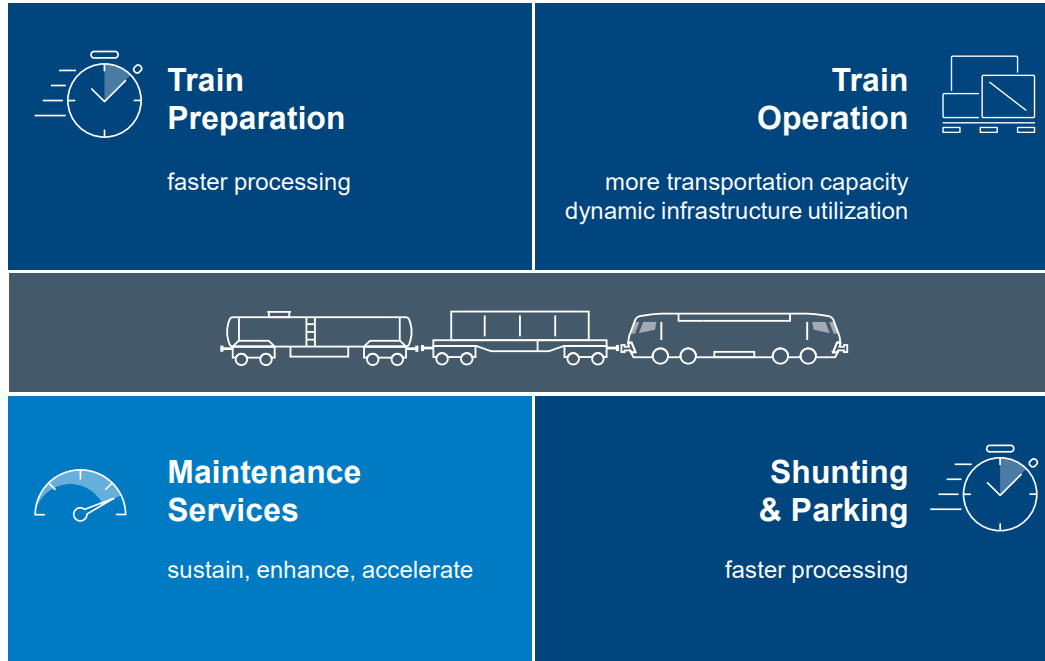 Train
Preparation
faster processing
Train
Operation
more transportation capacity
dynamic infrastructure utilization
Maintenance
Services
sustain, enhance, accelerate
Shunting
& Parking
faster processing